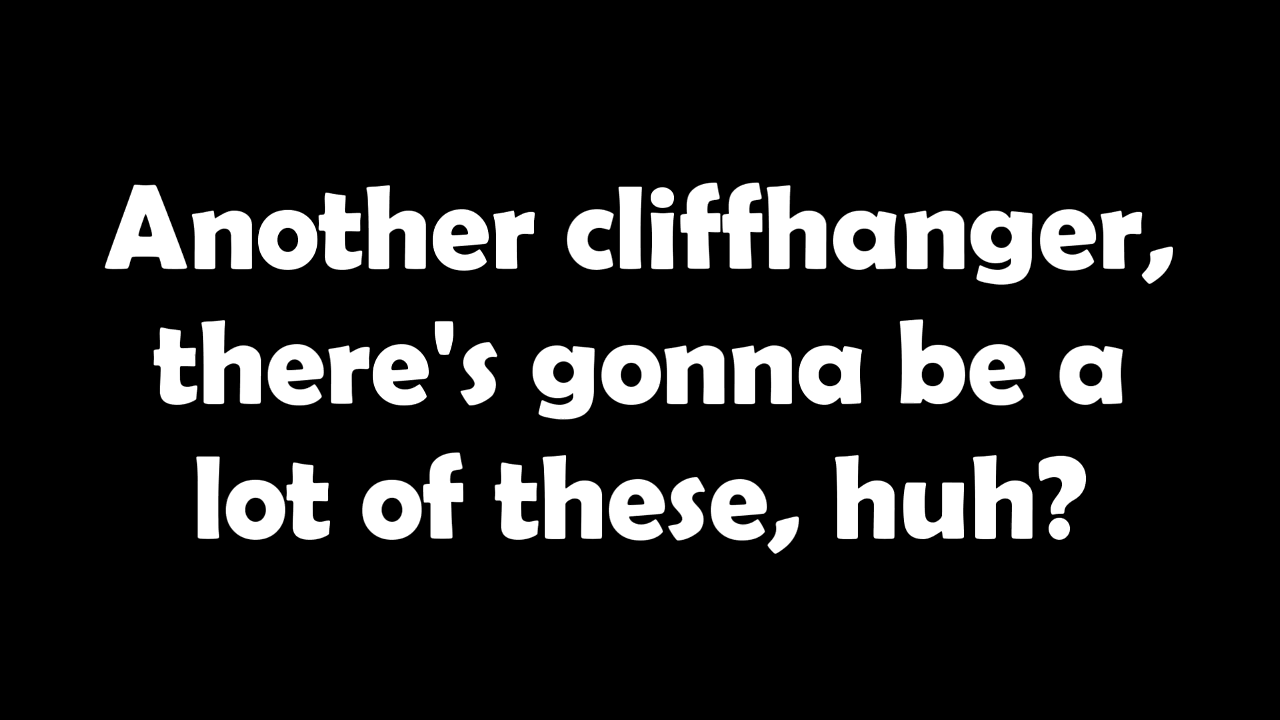 Another cliffhanger,
there's gonna be a
lot of these, huh?